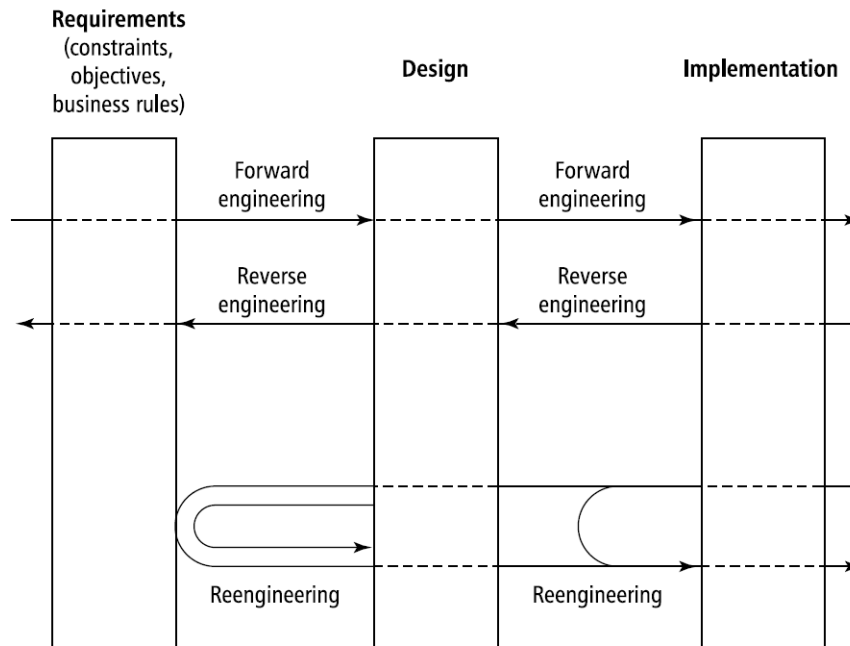 Requirements
(constraints,
objectives,
business rules)
Design
Implementation
Forward
engineering
Forward
engineering
Reverse
engineering
Reverse
engineering
Reengineering
Reengineering